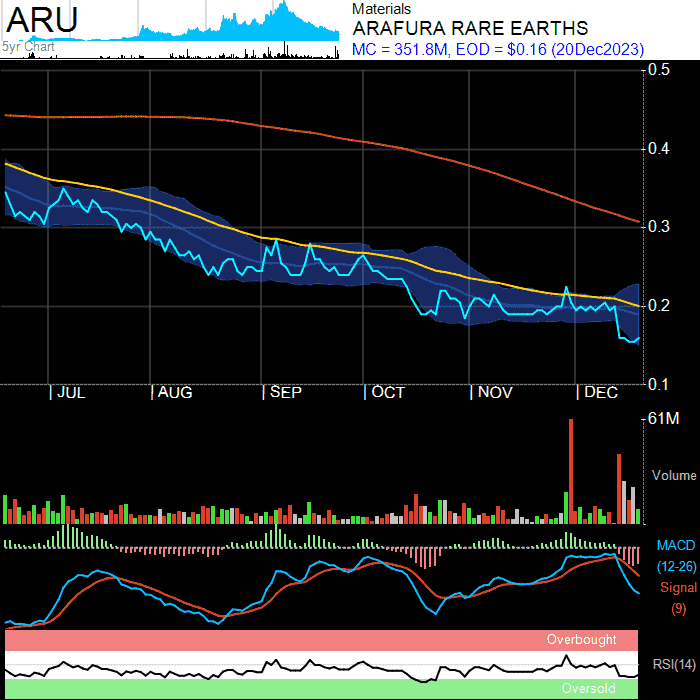 ARU
5yr Chart
Materials
ARAFURA RARE EARTHS
MC = 351.8M, EOD = $0.16 (20Dec2023)
0.5
0.4
0.3
0.2
0.1
| JUL | AUG | SEP | OCT | NOV | DEC
61M
Volume
MACD
(12-26)
Signal
(9)
Overbought
RSI(14)
Oversold